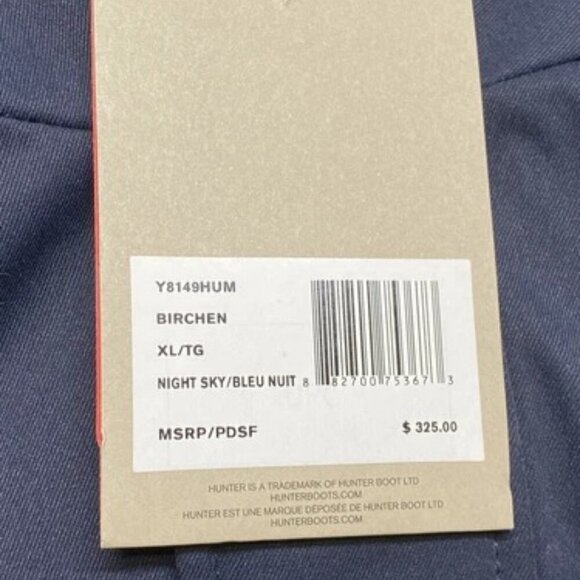 Y8149HUM
BIRCHEN
XL/TG
NIGHT SKY/BLEU NUIT
8 82700 75367 3
MSRP/PDSF $ 325.00
HUNTER IS A TRADEMARK OF HUNTER BOOT LTD
HUNTERBOOTS.COM
HUNTER EST UNE MARQUE DÉPOSÉE DE HUNTER BOOT LTD
HUNTERBOOTS.COM